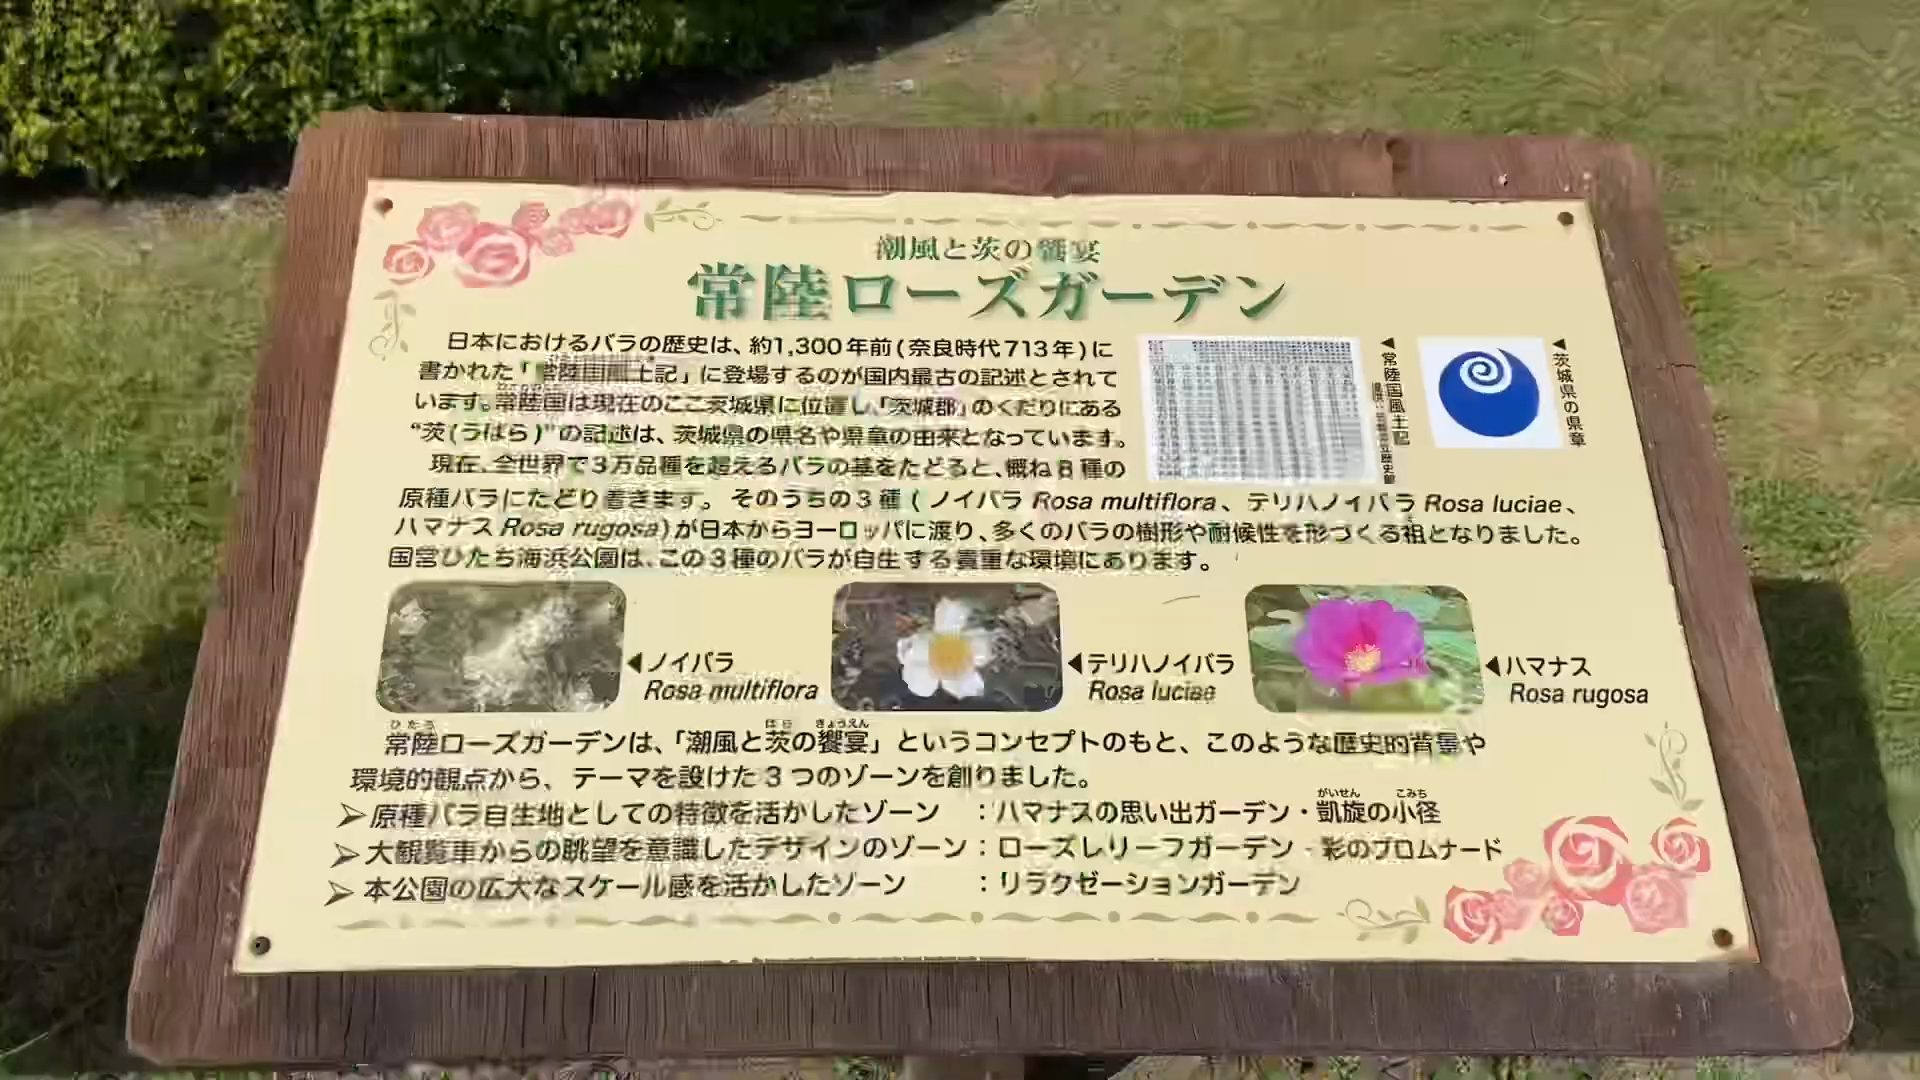 潮風と茨の饗宴
常陸ローズガーデン
日本におけるバラの歴史は、約1,300年前(奈良時代713年)に
書かれた「常陸国風土記」に登場するのが国内最古の記述とされて
います。常陸国は現在のここ茨城県に位置し、「茨城郡」のくだりにある
“茨(うばら)”の記述は、茨城県の県名や県章の由来となっています。
現在、全世界で3万品種を超えるバラの基をたどると、概ね8種の
原種バラにたどり着きます。そのうちの3種(ノイバラ Rosa multiflora、テリハノイバラ Rosa luciae、
ハマナス Rosa rugosa)が日本からヨーロッパに渡り、多くのバラの樹形や耐候性を形づくる祖となりました。
国営ひたち海浜公園は、この3種のバラが自生する貴重な環境にあります。
◀常陸国風土記
◀茨城県の県章
◀ノイバラ
Rosa multiflora
◀テリハノイバラ
Rosa luciae
◀ハマナス
Rosa rugosa
ひたち ばら きょうえん
常陸ローズガーデンは、「潮風と茨の饗宴」というコンセプトのもと、このような歴史的背景や
環境的観点から、テーマを設けた3つのゾーンを創りました。
がいせん こみち
➢原種バラ自生地としての特徴を活かしたゾーン :ハマナスの思い出ガーデン・凱旋の小径
➢大観覧車からの眺望を意識したデザインのゾーン:ローズレリーフガーデン・彩のプロムナード
➢本公園の広大なスケール感を活かしたゾーン :リラクゼーションガーデン